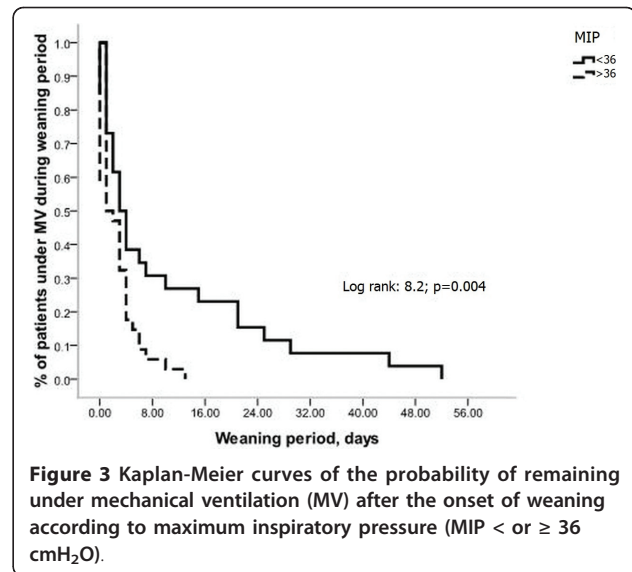 MIP
<36
>36
% of patients under MV during weaning period
1.0
0.9
0.8
0.7
0.6
0.5
0.4
0.3
0.2
0.1
0.0
Log rank: 8.2; p=0.004
0.00 8.00 16.00 24.00 32.00 40.00 48.00 56.00
Weaning period, days
Figure 3 Kaplan-Meier curves of the probability of remaining
under mechanical ventilation (MV) after the onset of weaning
according to maximum inspiratory pressure (MIP < or ≥ 36
cmH₂O).